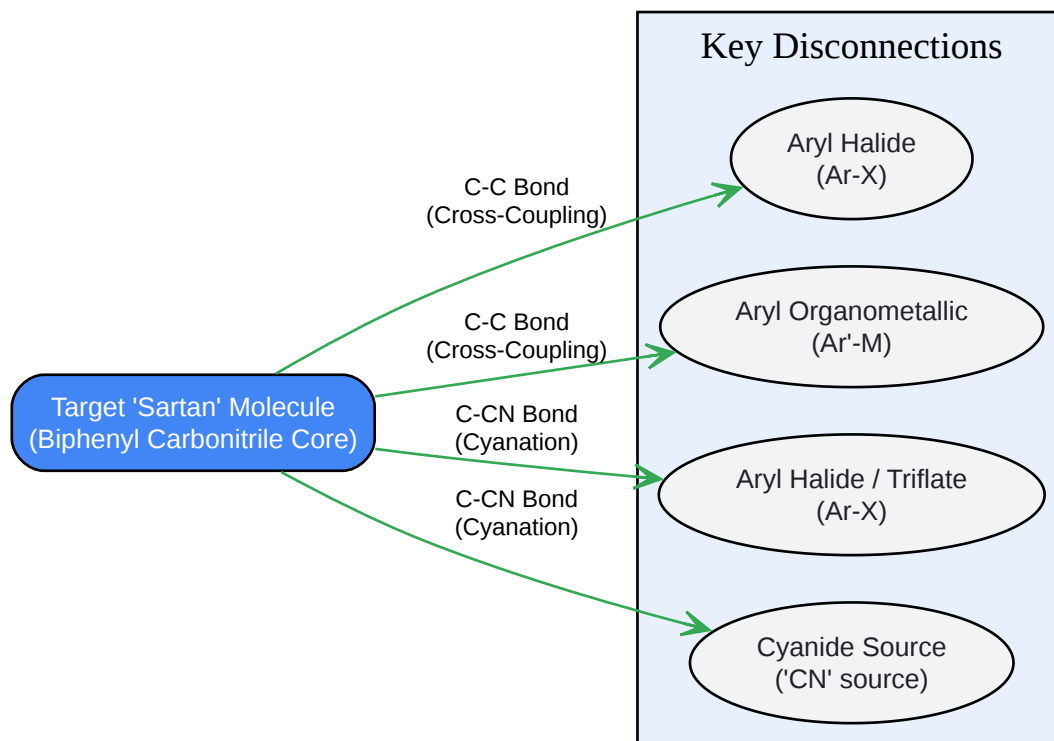 Key Disconnections
Aryl Halide
(Ar-X)
C-C Bond
(Cross-Coupling)
Aryl Organometallic
(Ar'-M)
C-C Bond
(Cross-Coupling)
Target 'Sartan' Molecule
(Biphenyl Carbonitrile Core)
C-CN Bond
(Cyanation)
Aryl Halide / Triflate
(Ar-X)
C-CN Bond
(Cyanation)
Cyanide Source
('CN' source)